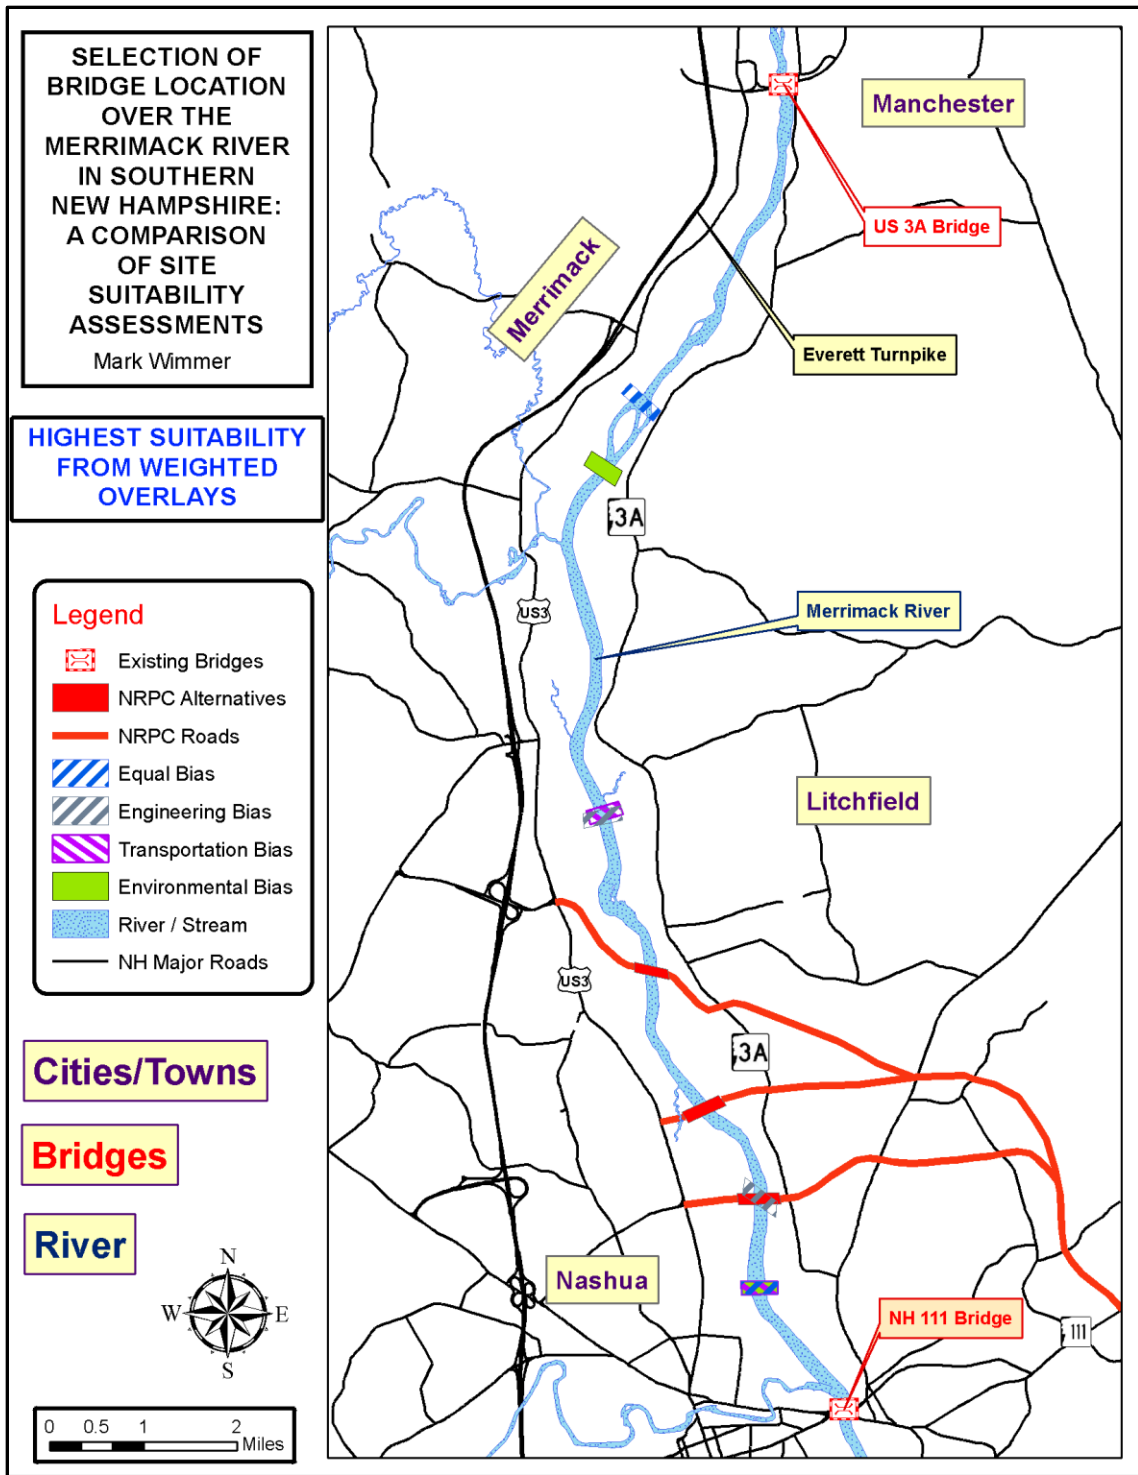 SELECTION OF
BRIDGE LOCATION
OVER THE
MERRIMACK RIVER
IN SOUTHERN
NEW HAMPSHIRE:
A COMPARISON
OF SITE
SUITABILITY
ASSESSMENTS
Mark Wimmer
HIGHEST SUITABILITY
FROM WEIGHTED
OVERLAYS
Legend
Existing Bridges
NRPC Alternatives
NRPC Roads
Equal Bias
Engineering Bias
Transportation Bias
Environmental Bias
River / Stream
NH Major Roads
Cities/Towns
Bridges
River
N
W
E
S
0 0.5 1 2
Miles
Manchester
US 3A Bridge
Merrimack
Everett Turnpike
3A
US3
Merrimack River
Litchfield
US3
3A
Nashua
NH 111 Bridge
111